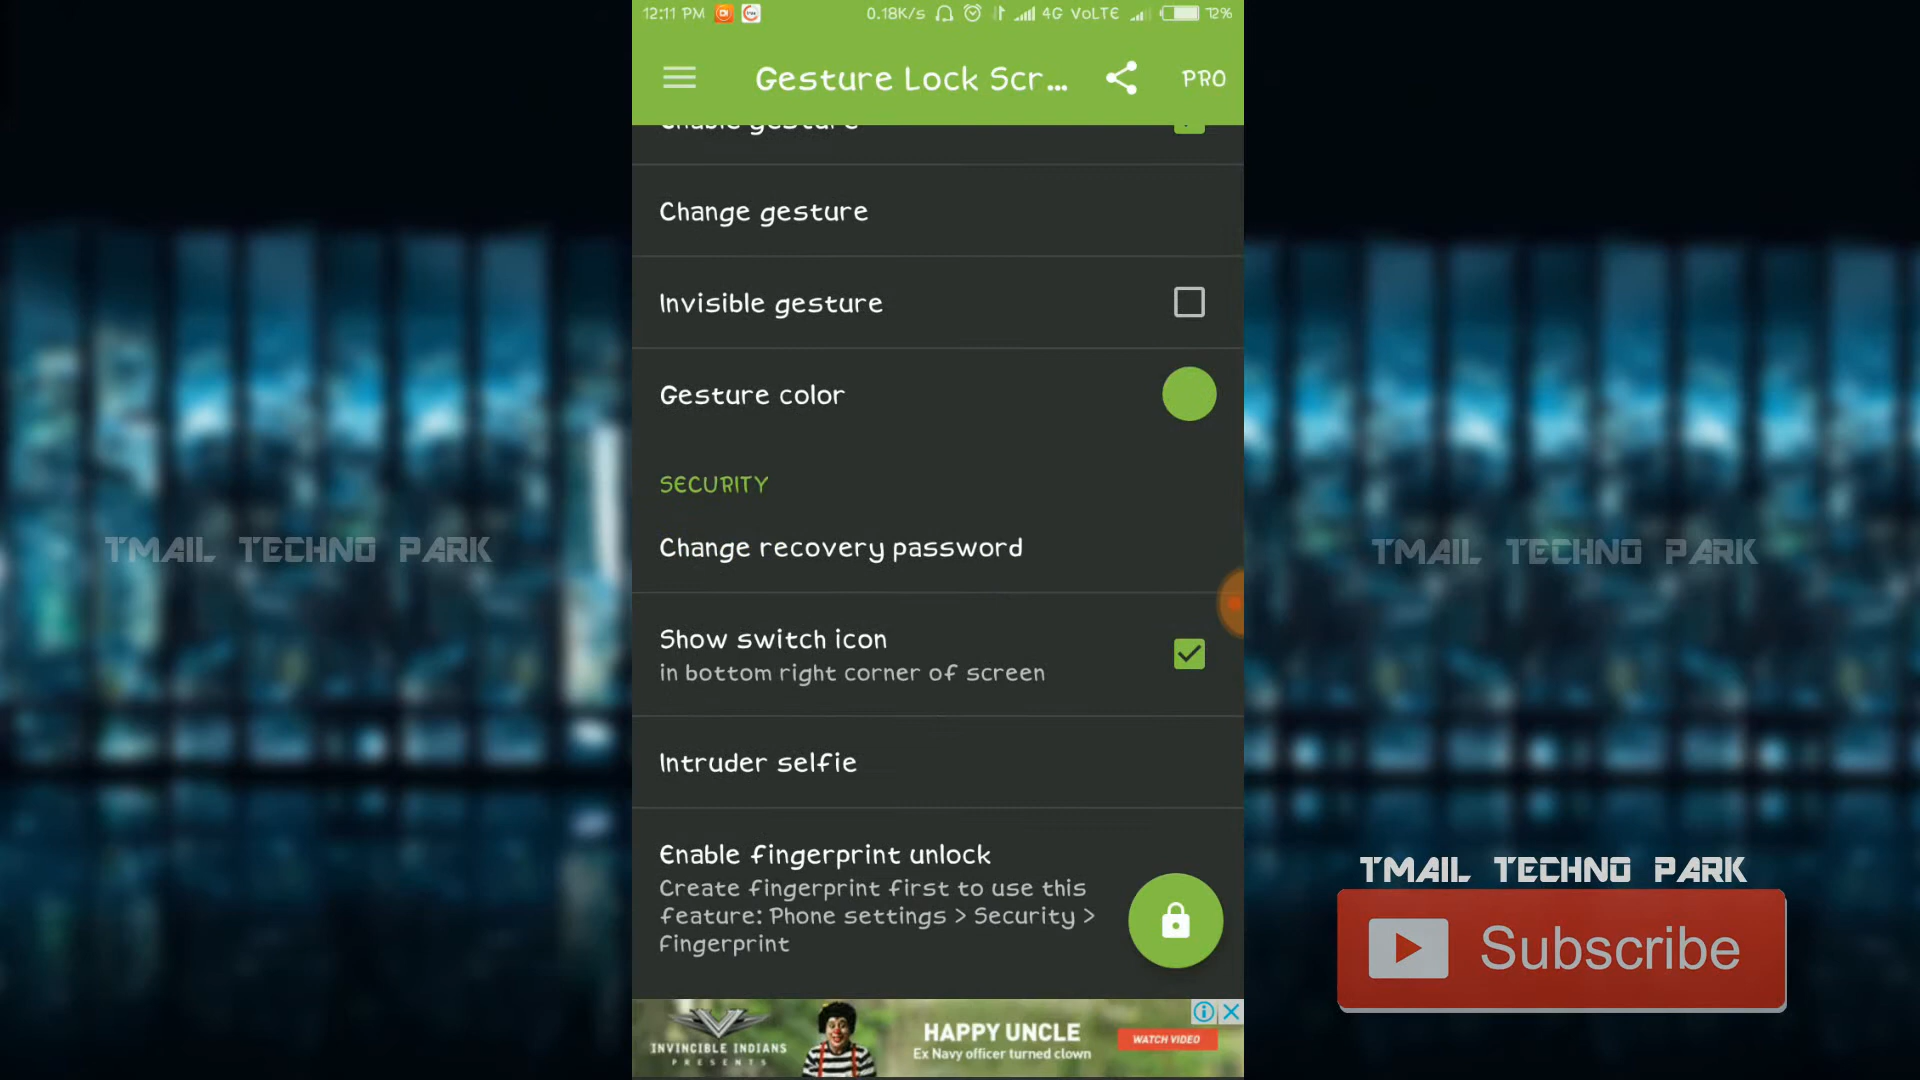 12:11 PM 0.18K/s 4G VoLTE 72%
Gesture Lock Scr... PRO
Enable gesture
Change gesture
Invisible gesture
Gesture color
SECURITY
Change recovery password
Show switch icon
in bottom right corner of screen
Intruder selfie
Enable fingerprint unlock
Create fingerprint first to use this
feature: Phone settings > Security >
Fingerprint
INVINCIBLE INDIANS
PRESENTS
HAPPY UNCLE
Ex Navy officer turned clown
WATCH VIDEO
TMAIL TECHNO PARK
TMAIL TECHNO PARK
TMAIL TECHNO PARK
Subscribe